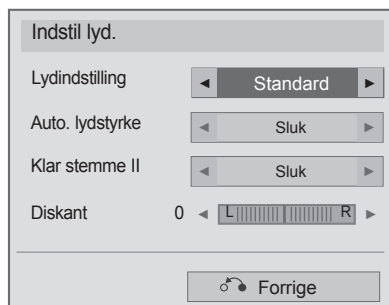 Indstil lyd.
Lydindstilling ◄ Standard ►
Auto. lydstyrke ◄ Sluk ►
Klar stemme II ◄ Sluk ►
Diskant 0 ◄ L R ►
Forrige